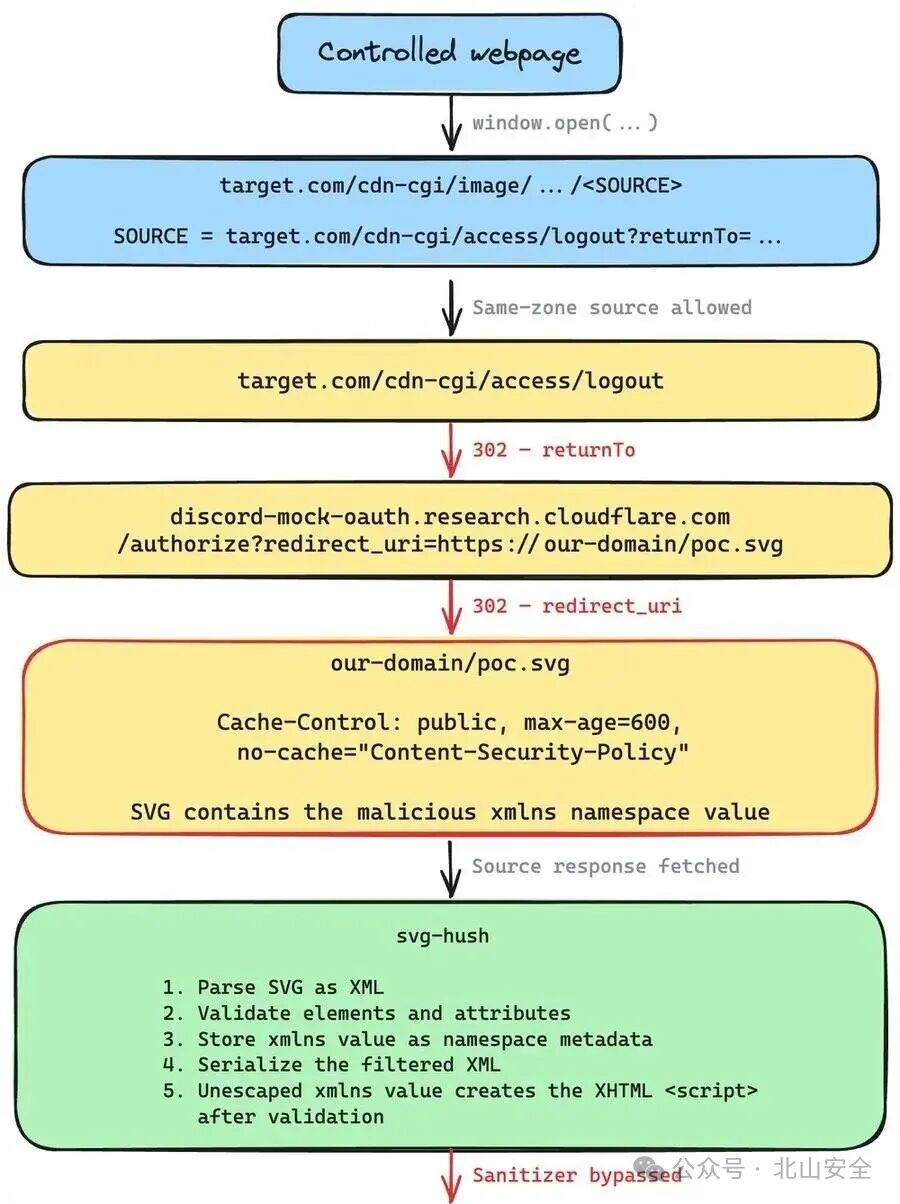 Controlled webpage
window.open(...)
target.com/cdn-cgi/image/.../<SOURCE>
SOURCE = target.com/cdn-cgi/access/logout?returnTo=...
Same-zone source allowed
target.com/cdn-cgi/access/logout
302 - returnTo
discord-mock-oauth.research.cloudflare.com
/authorize?redirect_uri=https://our-domain/poc.svg
302 - redirect_uri
our-domain/poc.svg
Cache-Control: public, max-age=600,
no-cache="Content-Security-Policy"
SVG contains the malicious xmlns namespace value
Source response fetched
svg-hush
1. Parse SVG as XML
2. Validate elements and attributes
3. Store xmlns value as namespace metadata
4. Serialize the filtered XML
5. Unescaped xmlns value creates the XHTML <script>
after validation
Sanitizer bypassed
公众号 · 北山安全